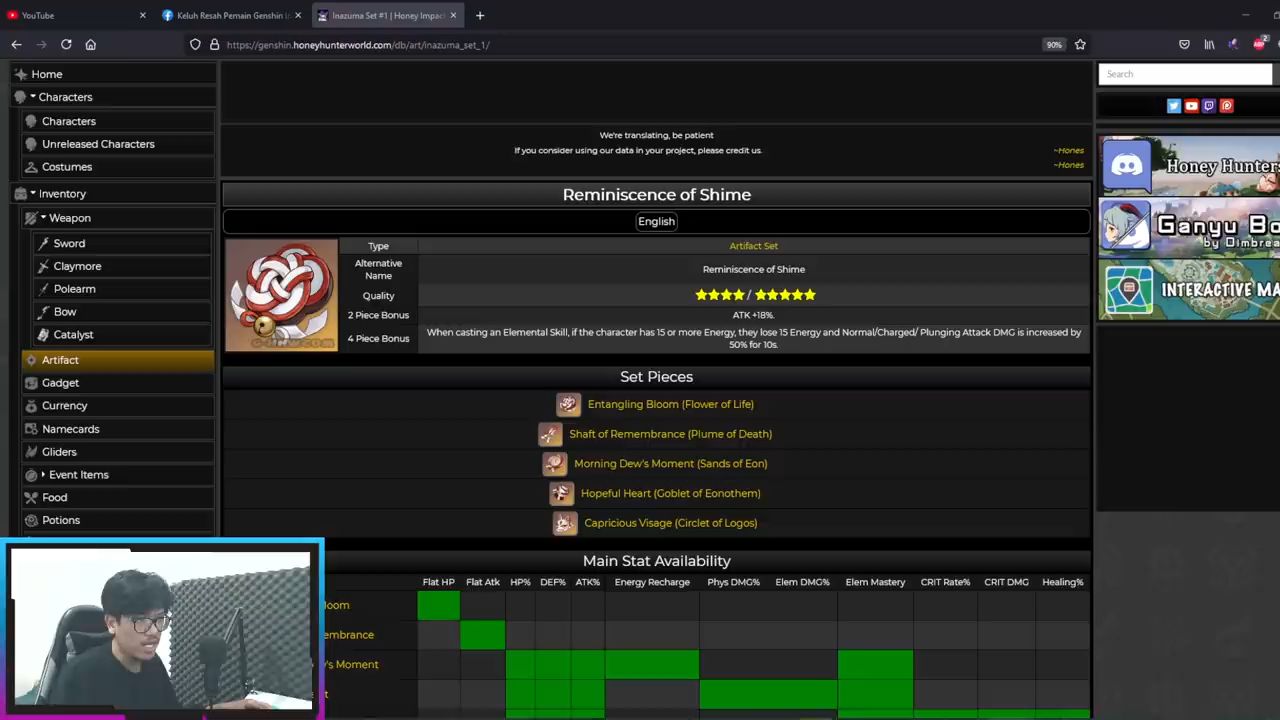 YouTube
Keluh Resah Pemain Genshin
Inazuma Set #1 | Honey Impac
https://genshin.honeyhunterworld.com/db/art/inazuma_set_1/
90%
2
Home
Characters
Characters
Unreleased Characters
Costumes
Inventory
Weapon
Sword
Claymore
Polearm
Bow
Catalyst
Artifact
Gadget
Currency
Namecards
Gliders
Event Items
Food
Potions
We're translating, be patient
If you consider using our data in your project, please credit us.
~Hones
~Hones
Reminiscence of Shime
English
Type
Artifact Set
Alternative
Name
Reminiscence of Shime
Quality
/
2 Piece Bonus
ATK +18%.
4 Piece Bonus
When casting an Elemental Skill, if the character has 15 or more Energy, they lose 15 Energy and Normal/Charged/ Plunging Attack DMG is increased by
50% for 10s.
Set Pieces
Entangling Bloom (Flower of Life)
Shaft of Remembrance (Plume of Death)
Morning Dew's Moment (Sands of Eon)
Hopeful Heart (Goblet of Eonothem)
Capricious Visage (Circlet of Logos)
Main Stat Availability
Flat HP Flat Atk HP% DEF% ATK% Energy Recharge Phys DMG% Elem DMG% Elem Mastery CRIT Rate% CRIT DMG Healing%
loom
embrance
's Moment
Search
Honey Hunters
Ganyu Bo
by Dimbrea
INTERACTIVE MA